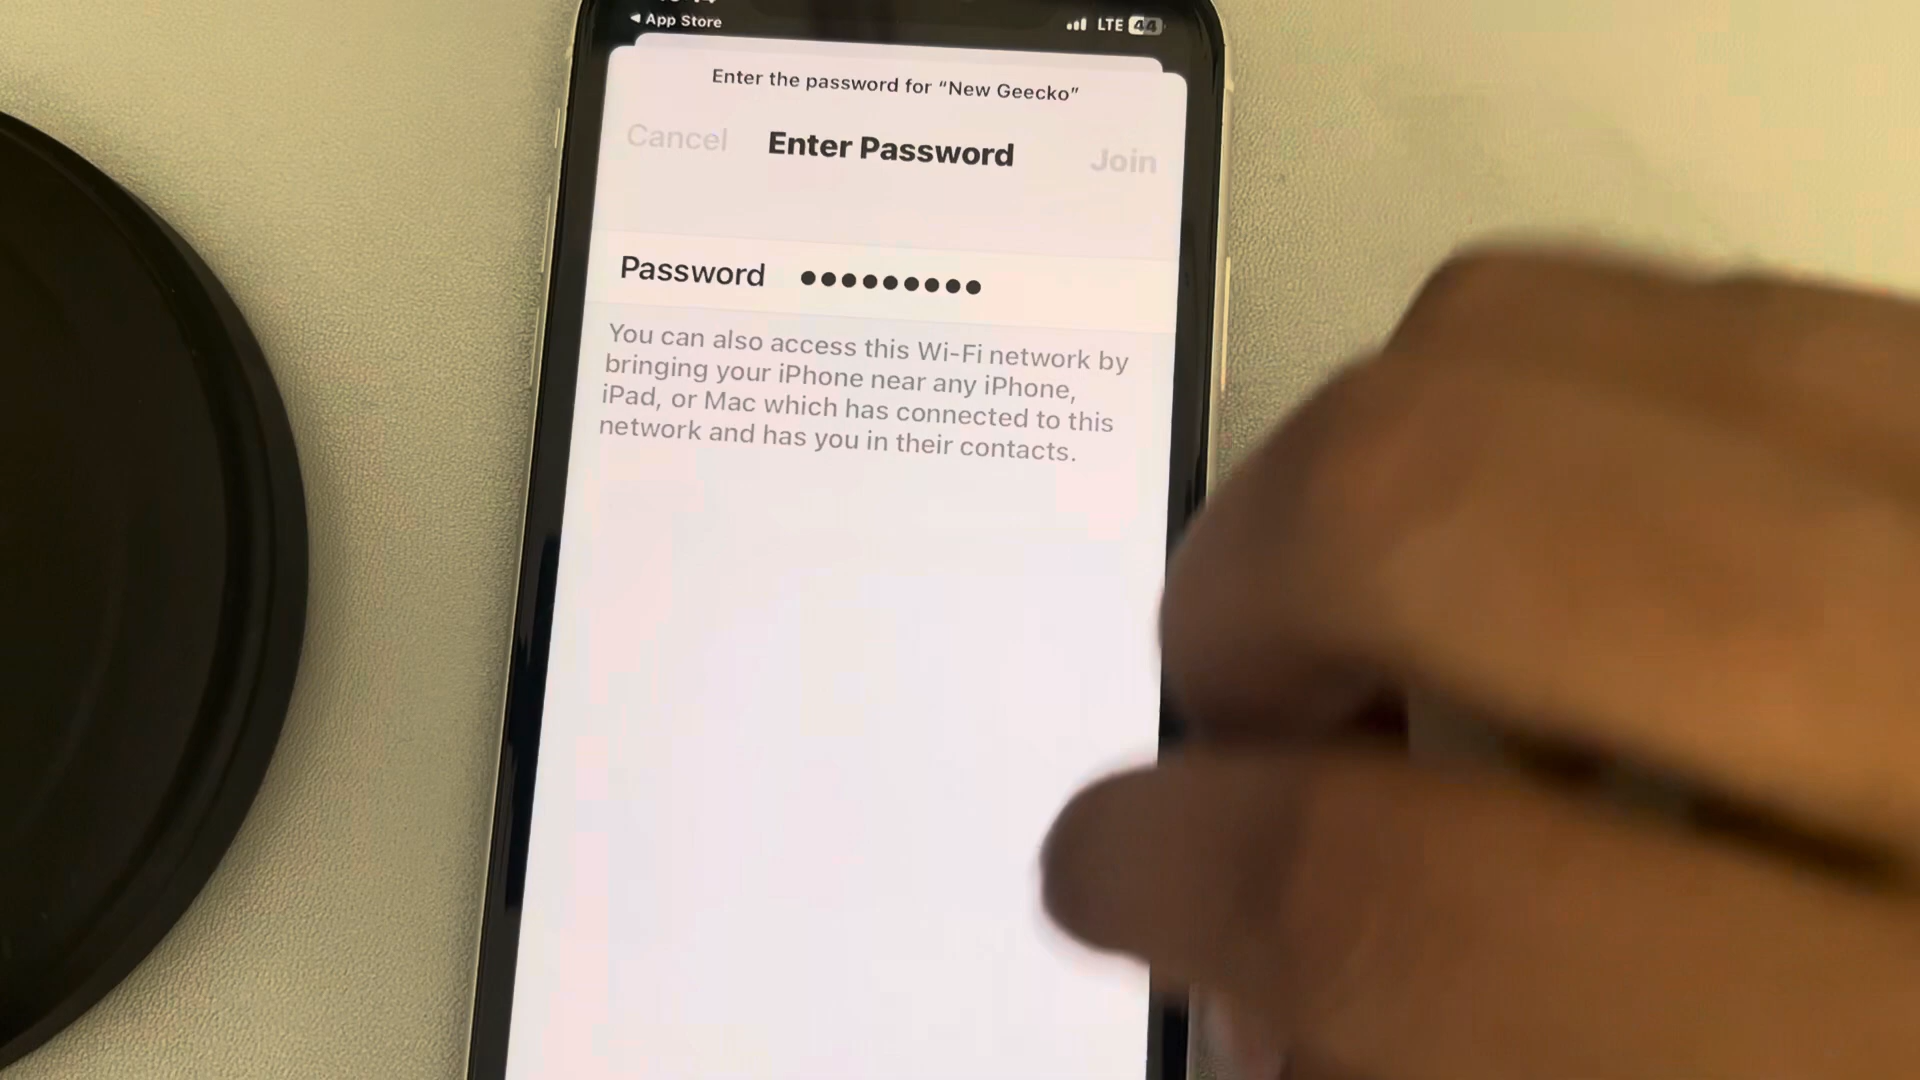 ◀ App Store
LTE 44
Enter the password for “New Geecko”
Cancel
Enter Password
Join
Password ●●●●●●●●●
You can also access this Wi-Fi network by
bringing your iPhone near any iPhone,
iPad, or Mac which has connected to this
network and has you in their contacts.